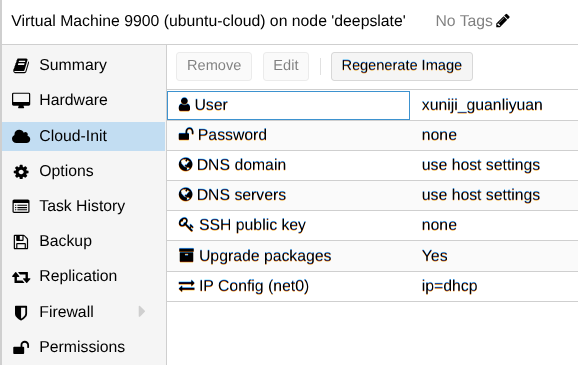 Virtual Machine 9900 (ubuntu-cloud) on node 'deepslate' No Tags
Summary
Hardware
Cloud-Init
Options
Task History
Backup
Replication
Firewall
Permissions
Remove Edit Regenerate Image
User xuniji_guanliyuan
Password none
DNS domain use host settings
DNS servers use host settings
SSH public key none
Upgrade packages Yes
IP Config (net0) ip=dhcp